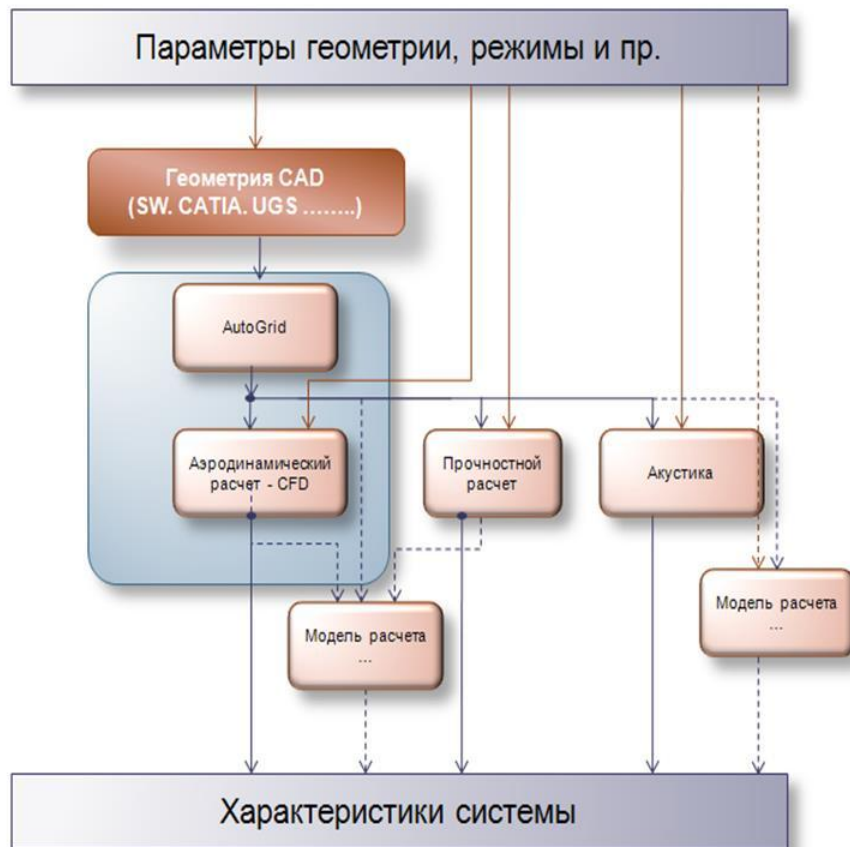 Параметры геометрии, режимы и пр.
Геометрия CAD
(SW. CATIA. UGS ........)
AutoGrid
Аэродинамический
расчет - CFD
Прочностной
расчет
Акустика
Модель расчета
...
Модель расчета
...
Характеристики системы